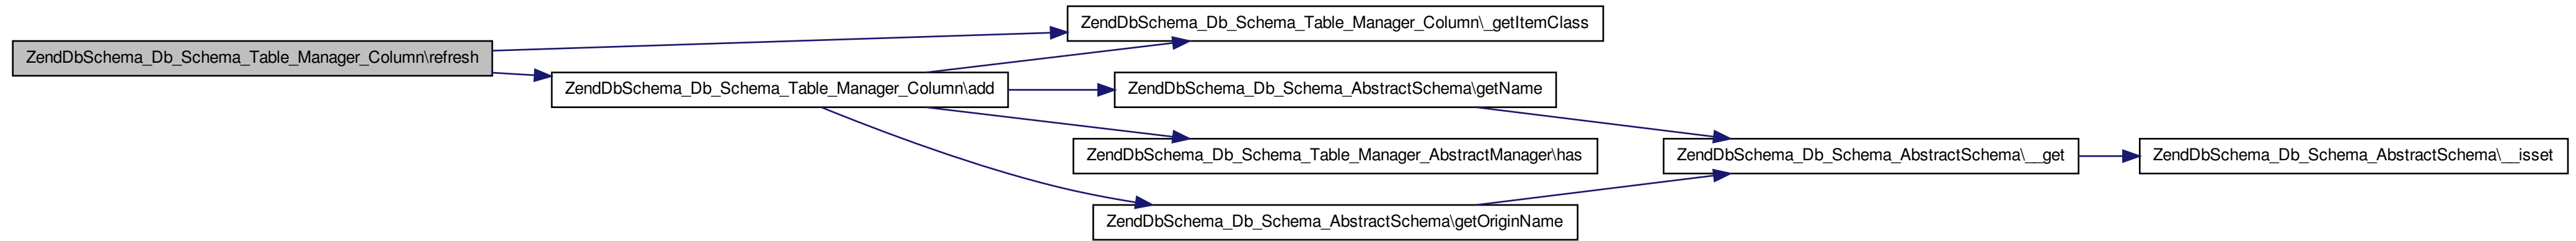 ZendDbSchema_Db_Schema_Table_Manager_Column\refresh
ZendDbSchema_Db_Schema_Table_Manager_Column\add
ZendDbSchema_Db_Schema_Table_Manager_Column\_getItemClass
ZendDbSchema_Db_Schema_AbstractSchema\getName
ZendDbSchema_Db_Schema_Table_Manager_AbstractManager\has
ZendDbSchema_Db_Schema_AbstractSchema\getOriginName
ZendDbSchema_Db_Schema_AbstractSchema\__get
ZendDbSchema_Db_Schema_AbstractSchema\__isset